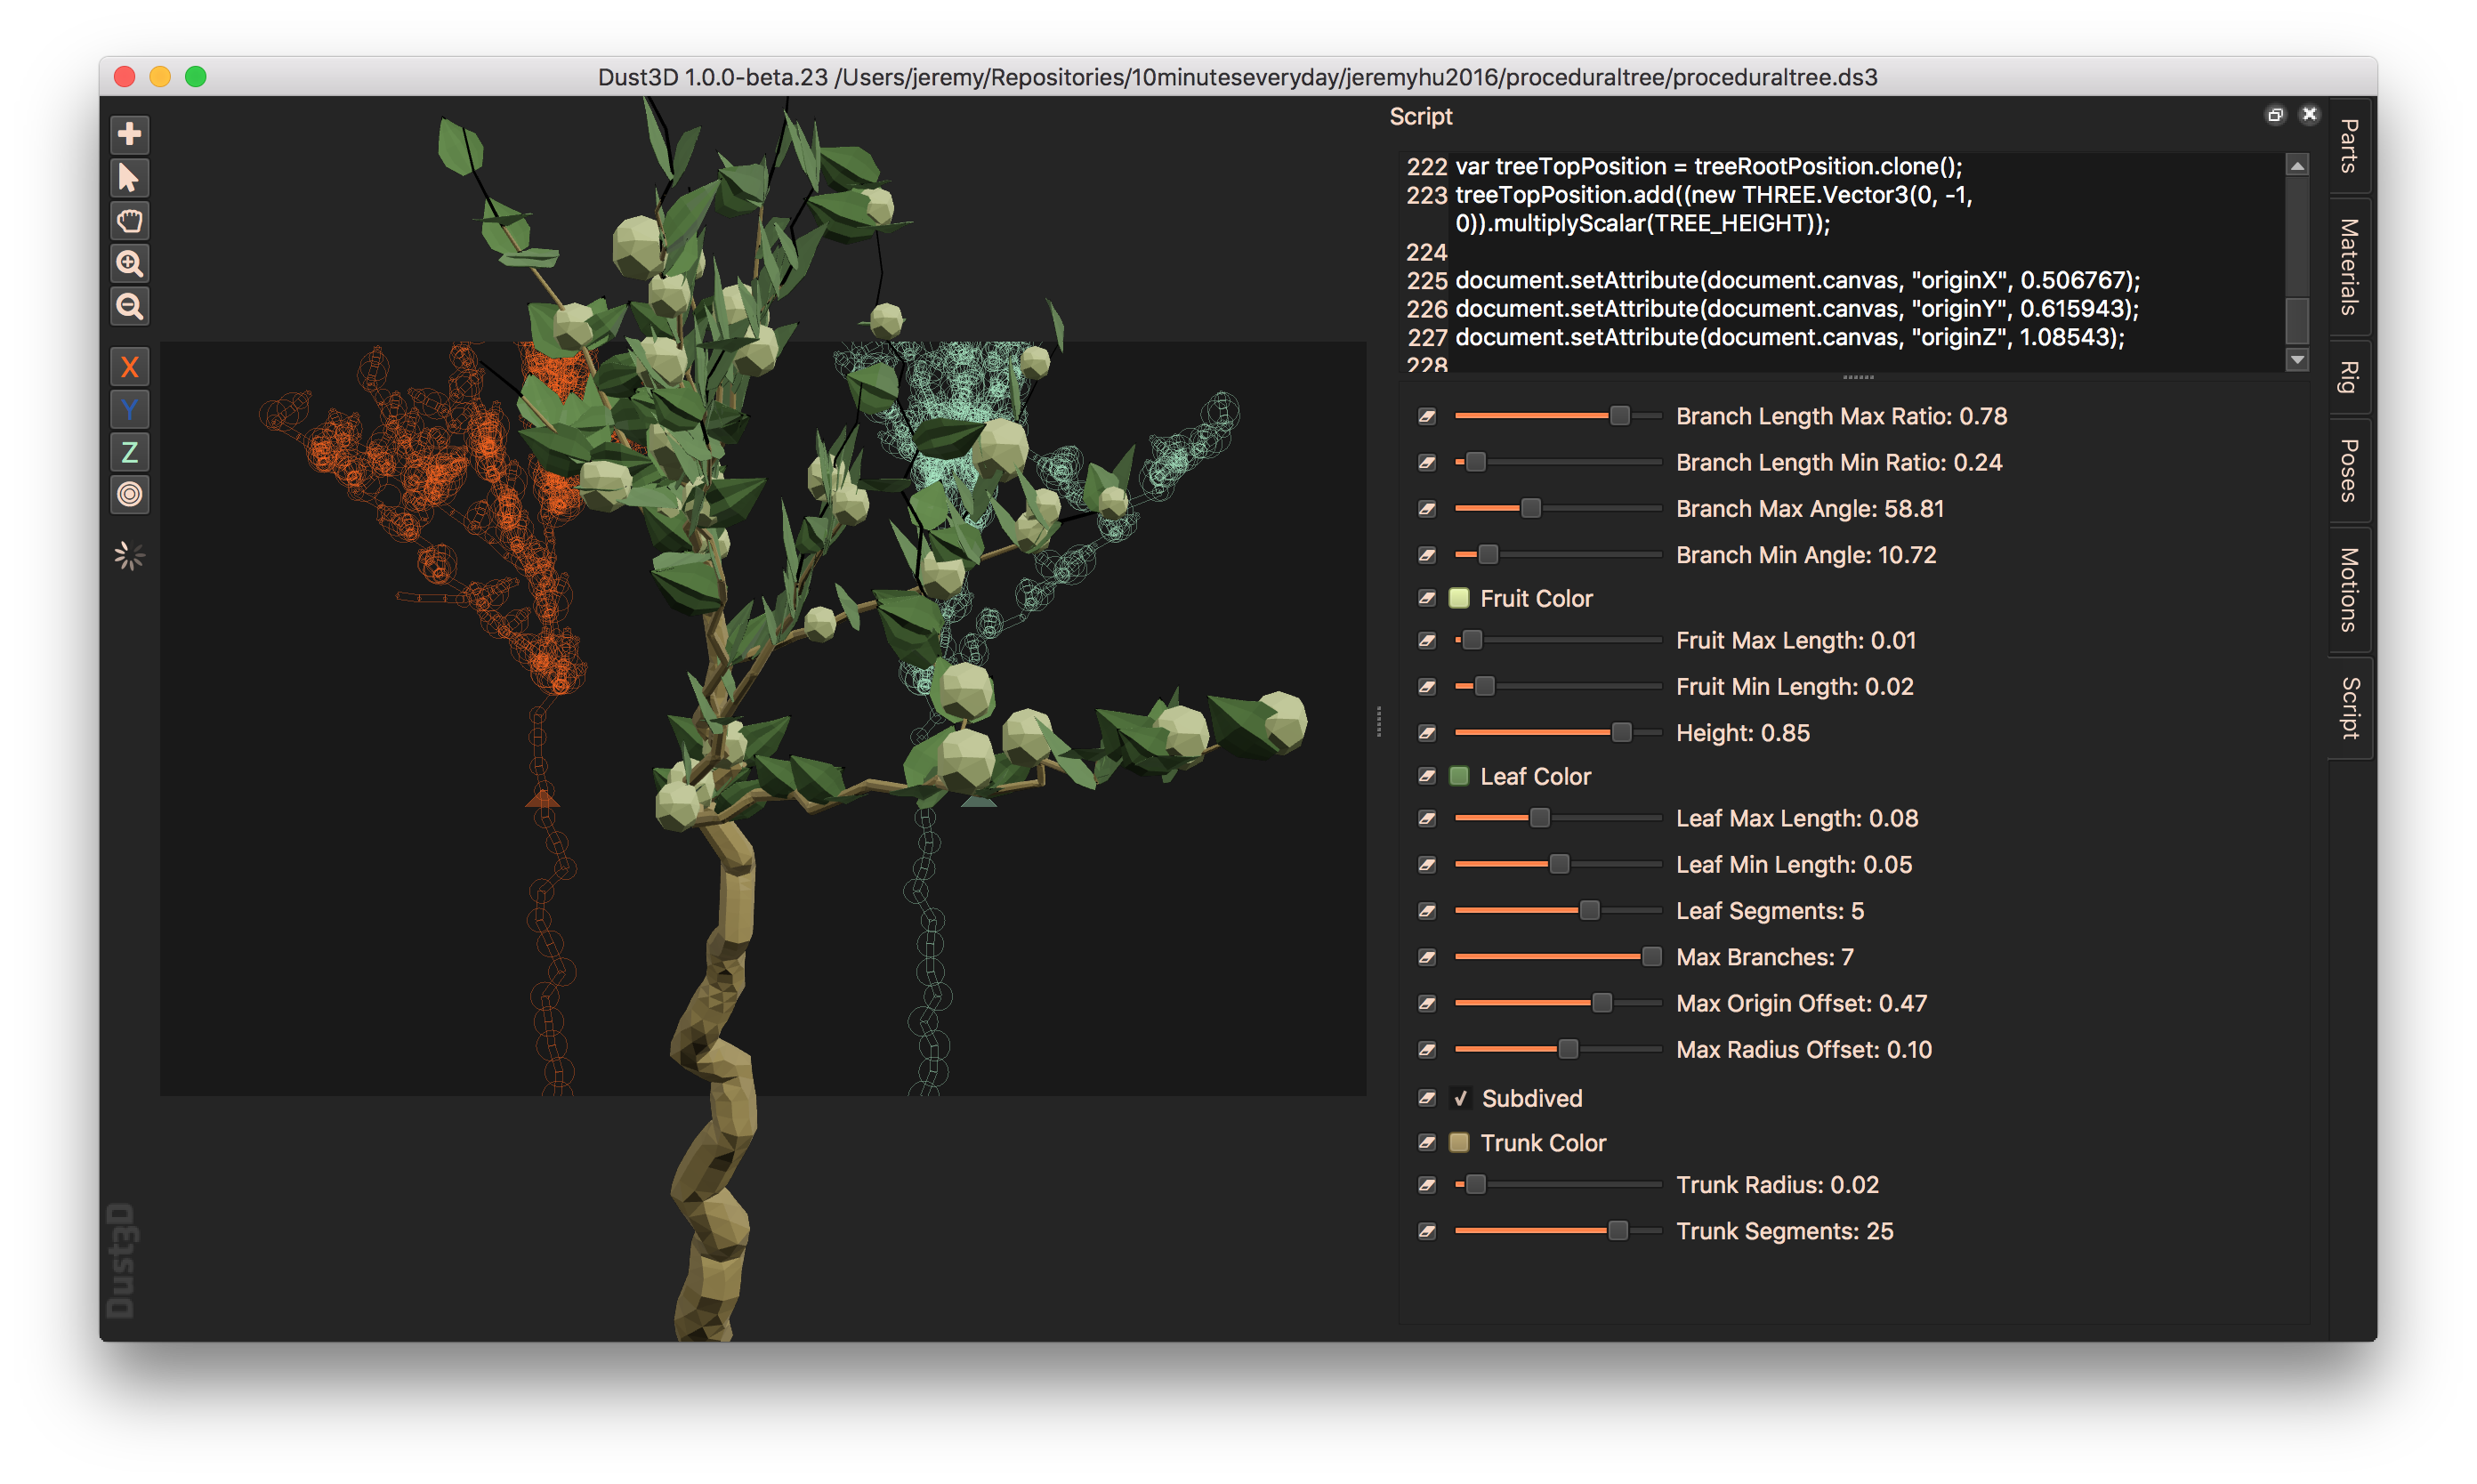 Dust3D 1.0.0-beta.23 /Users/jeremy/Repositories/10minuteseveryday/jeremyhu2016/proceduraltree/proceduraltree.ds3
X
Y
Z
Dust3D
Script
222 var treeTopPosition = treeRootPosition.clone();
223 treeTopPosition.add((new THREE.Vector3(0, -1,
0)).multiplyScalar(TREE_HEIGHT));
224
225 document.setAttribute(document.canvas, "originX", 0.506767);
226 document.setAttribute(document.canvas, "originY", 0.615943);
227 document.setAttribute(document.canvas, "originZ", 1.08543);
228
Branch Length Max Ratio: 0.78
Branch Length Min Ratio: 0.24
Branch Max Angle: 58.81
Branch Min Angle: 10.72
Fruit Color
Fruit Max Length: 0.01
Fruit Min Length: 0.02
Height: 0.85
Leaf Color
Leaf Max Length: 0.08
Leaf Min Length: 0.05
Leaf Segments: 5
Max Branches: 7
Max Origin Offset: 0.47
Max Radius Offset: 0.10
Subdived
Trunk Color
Trunk Radius: 0.02
Trunk Segments: 25
Parts
Materials
Rig
Poses
Motions
Script